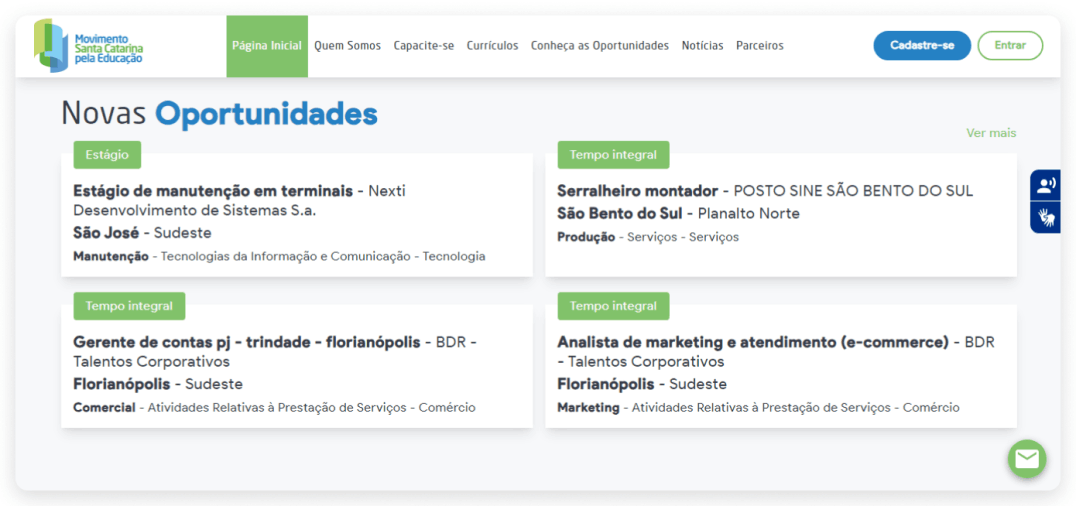 Movimento
Santa Catarina
pela Educação
Página Inicial Quem Somos Capacite-se Currículos Conheça as Oportunidades Notícias Parceiros Cadastre-se Entrar
Novas Oportunidades
Ver mais
Estágio
Estágio de manutenção em terminais - Nexti
Desenvolvimento de Sistemas S.a.
São José - Sudeste
Manutenção - Tecnologias da Informação e Comunicação - Tecnologia
Tempo integral
Serralheiro montador - POSTO SINE SÃO BENTO DO SUL
São Bento do Sul - Planalto Norte
Produção - Serviços - Serviços
Tempo integral
Gerente de contas pj - trindade - florianópolis - BDR -
Talentos Corporativos
Florianópolis - Sudeste
Comercial - Atividades Relativas à Prestação de Serviços - Comércio
Tempo integral
Analista de marketing e atendimento (e-commerce) - BDR
- Talentos Corporativos
Florianópolis - Sudeste
Marketing - Atividades Relativas à Prestação de Serviços - Comércio